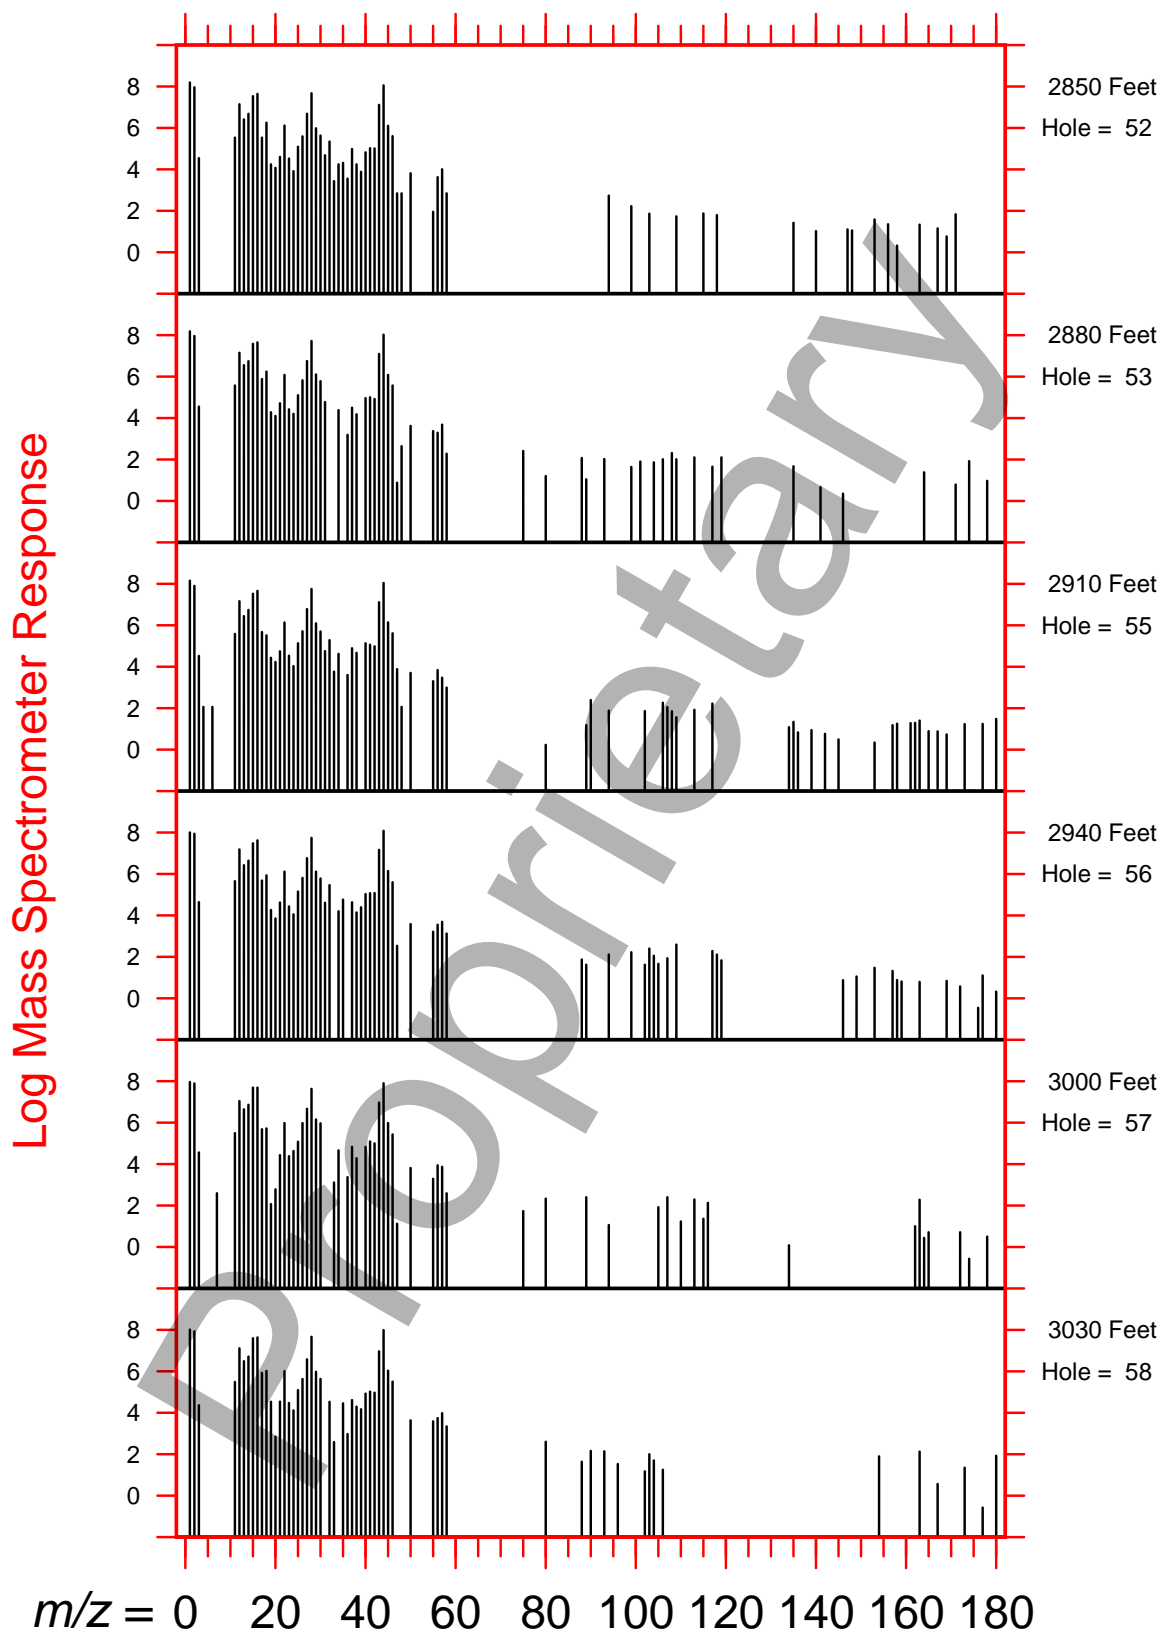 8
6
4
2
0
2850 Feet
Hole = 52
8
6
4
2
0
2880 Feet
Hole = 53
8
6
4
2
0
2910 Feet
Hole = 55
8
6
4
2
0
2940 Feet
Hole = 56
8
6
4
2
0
3000 Feet
Hole = 57
8
6
4
2
0
3030 Feet
Hole = 58
Log Mass Spectrometer Response
Proprietary
m/z = 0 20 40 60 80 100 120 140 160 180